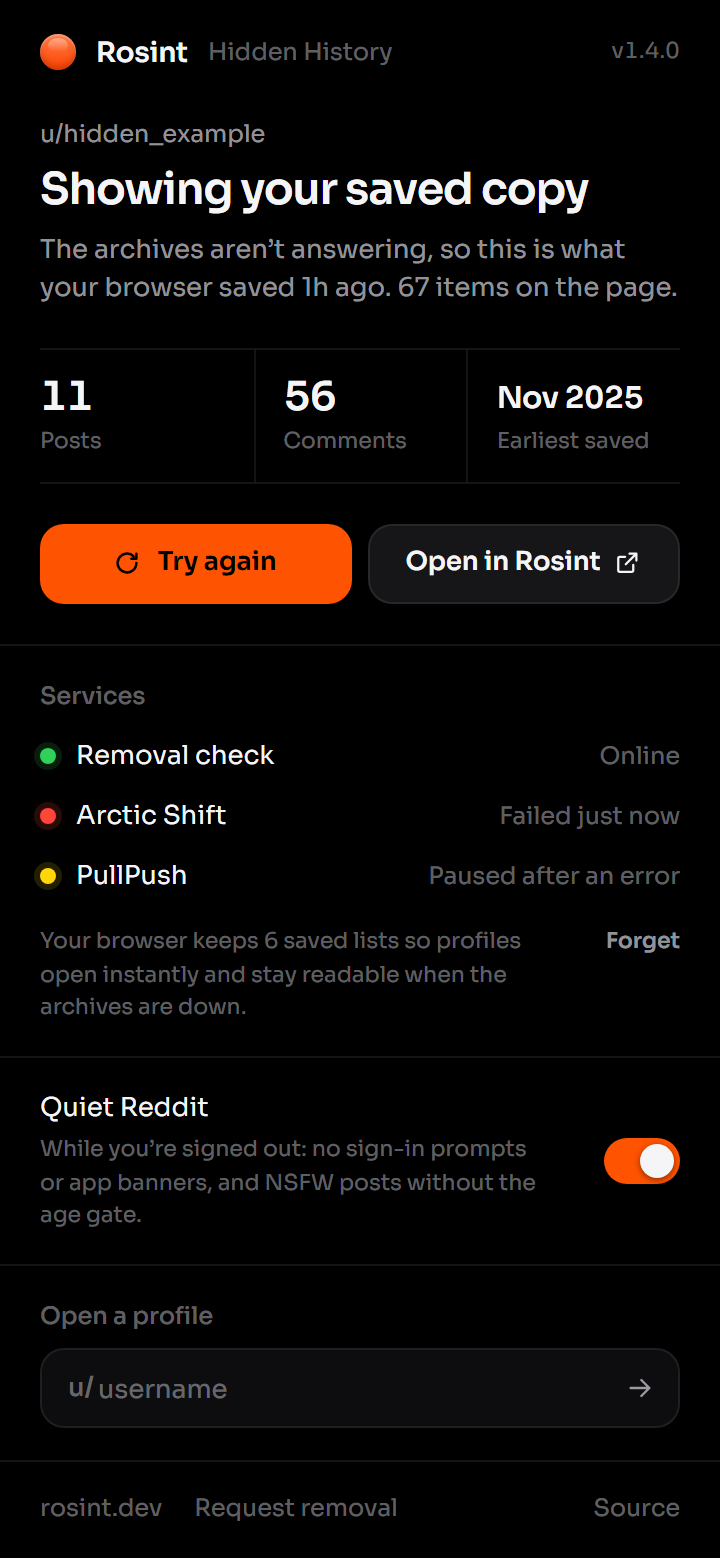 Rosint Hidden History v1.4.0
u/hidden_example
Showing your saved copy
The archives aren’t answering, so this is what
your browser saved 1h ago. 67 items on the page.
11 56 Nov 2025
Posts Comments Earliest saved
Try again Open in Rosint
Services
Removal check Online
Arctic Shift Failed just now
PullPush Paused after an error
Your browser keeps 6 saved lists so profiles Forget
open instantly and stay readable when the
archives are down.
Quiet Reddit
While you’re signed out: no sign-in prompts
or app banners, and NSFW posts without the
age gate.
Open a profile
u/ username
rosint.dev Request removal Source